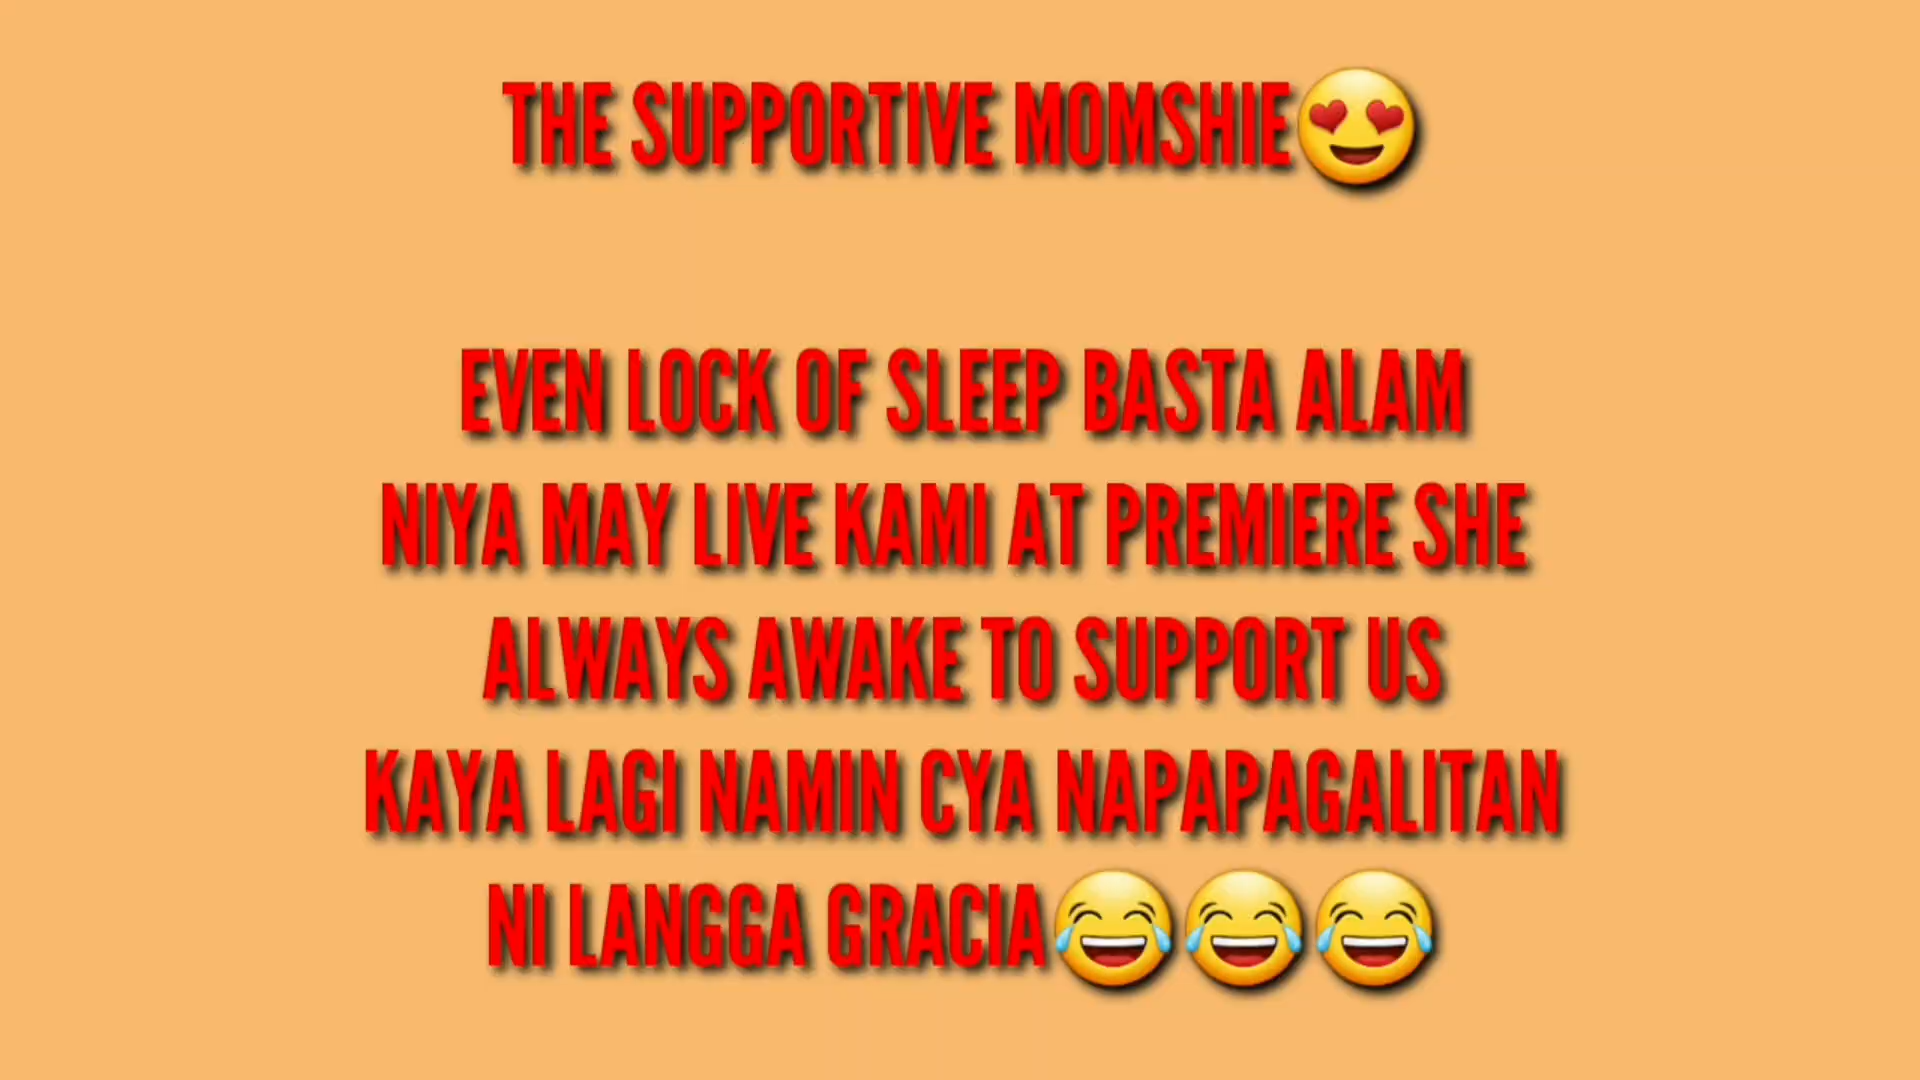 THE SUPPORTIVE MOMSHIE😍
EVEN LOCK OF SLEEP BASTA ALAM
NIYA MAY LIVE KAMI AT PREMIERE SHE
ALWAYS AWAKE TO SUPPORT US
KAYA LAGI NAMIN CYA NAPAPAGALITAN
NI LANGGA GRACIA😂😂😂